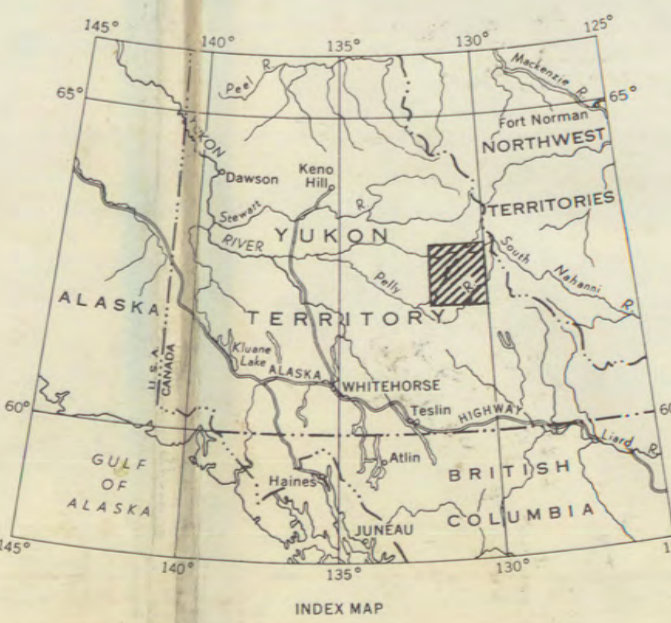 145°
140°
135°
130°
125°
65°
65°
Peel R.
Mackenzie R.
Fort Norman
NORTHWEST
TERRITORIES
YUKON
Dawson
Keno
Hill
Stewart R.
YUKON
RIVER
Pelly R.
South Nahanni R.
ALASKA
TERRITORY
U.S.A.
CANADA
Kluane
Lake
ALASKA
WHITEHORSE
Teslin
HIGHWAY
60°
60
Liard R.
GULF
OF
ALASKA
Atlin
Haines
BRITISH
COLUMBIA
JUNEAU
145°
140°
135°
130°
INDEX MAP